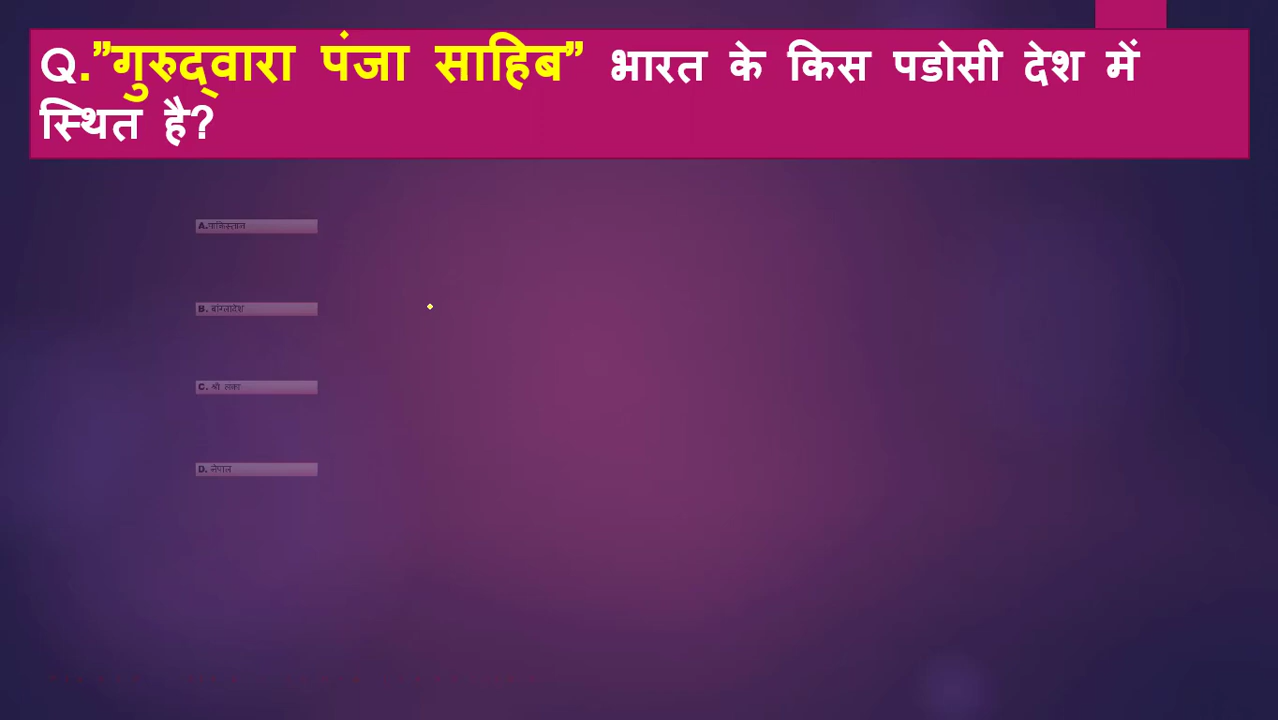 Q.”गुरुद्वारा पंजा साहिब” भारत के किस पडोसी देश में
स्थित है?
A.पाकिस्तान
B. बांग्लादेश
C. श्री लंका
D. नेपाल